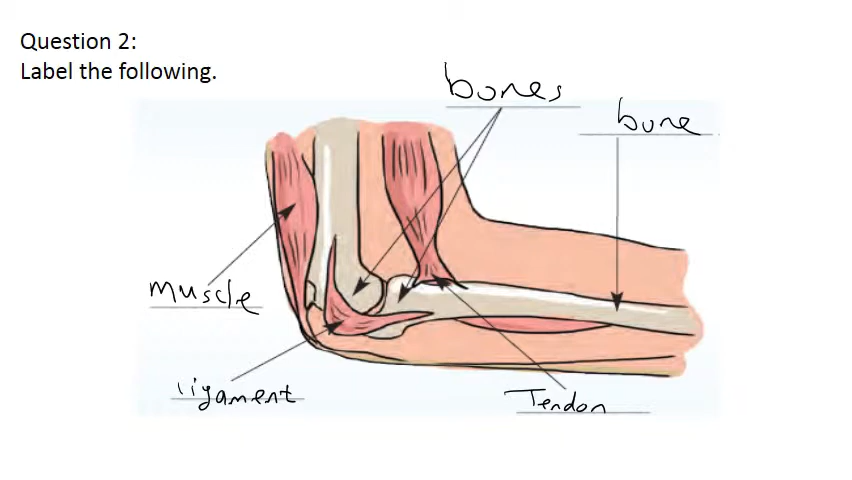 Question 2:
Label the following.
bones
bone
muscle
ligament
Tendon